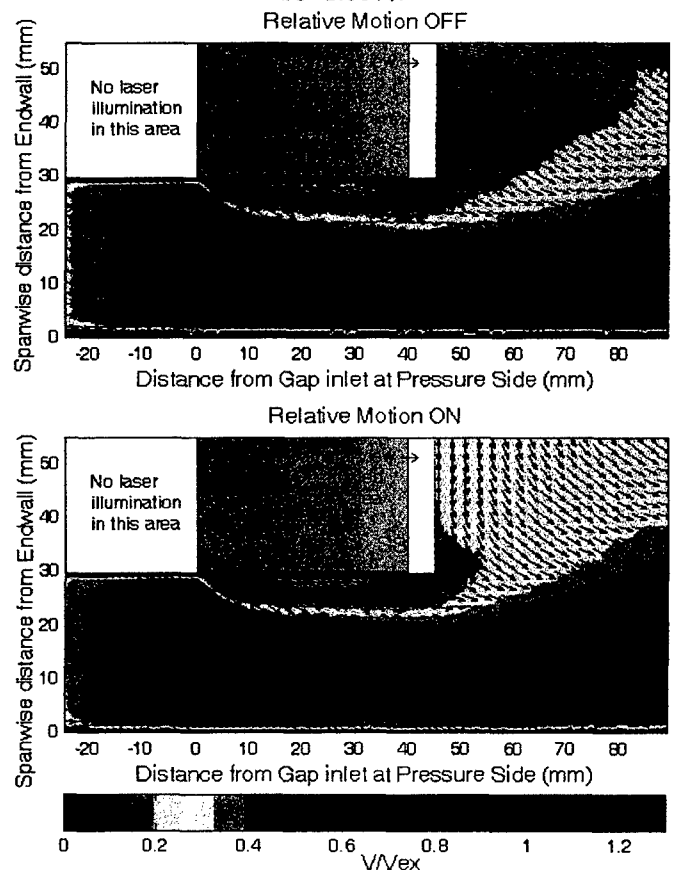 Relative Motion OFF
Spanwise distance from Endwall (mm)
50
40
30
20
10
0
No laser
illumination
in this area
-20 -10 0 10 20 30 40 50 60 70 80
Distance from Gap inlet at Pressure Side (mm)
Relative Motion ON
Spanwise distance from Endwall (mm)
50
40
30
20
10
0
No laser
illumination
in this area
-20 -10 0 10 20 30 40 50 60 70 80
Distance from Gap inlet at Pressure Side (mm)
0 0.2 0.4 0.6 0.8 1 1.2
V/Vex